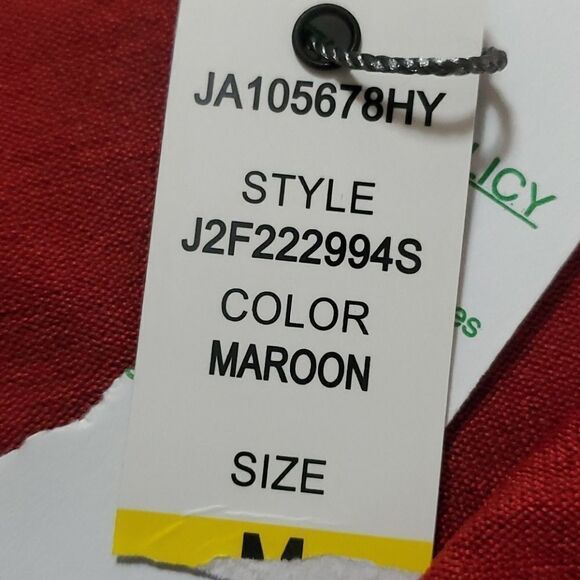 JA105678HY
STYLE
J2F222994S
COLOR
MAROON
SIZE
M